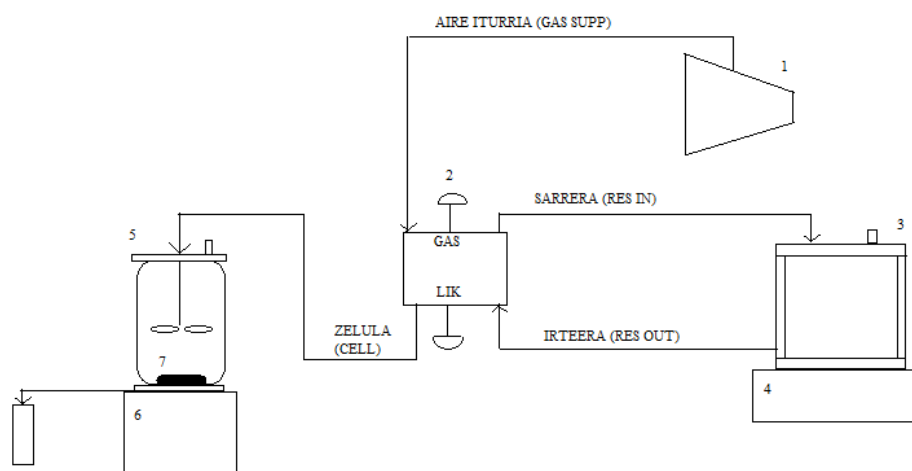 AIRE ITURRIA (GAS SUPP)
1
2
SARRERA (RES IN)
3
5
GAS
LIK
ZELULA
(CELL)
IRTEERA (RES OUT)
7
4
6